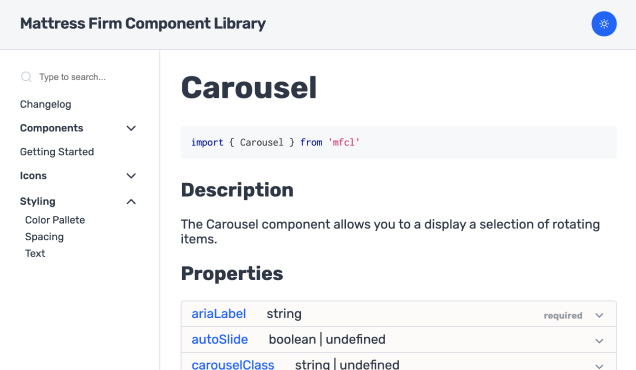 Mattress Firm Component Library
Type to search...
Changelog
Components
Getting Started
Icons
Styling
Color Pallete
Spacing
Text
Carousel
import { Carousel } from 'mfcl'
Description
The Carousel component allows you to a display a selection of rotating
items.
Properties
ariaLabel string required
autoSlide boolean | undefined
carouselClass string | undefined